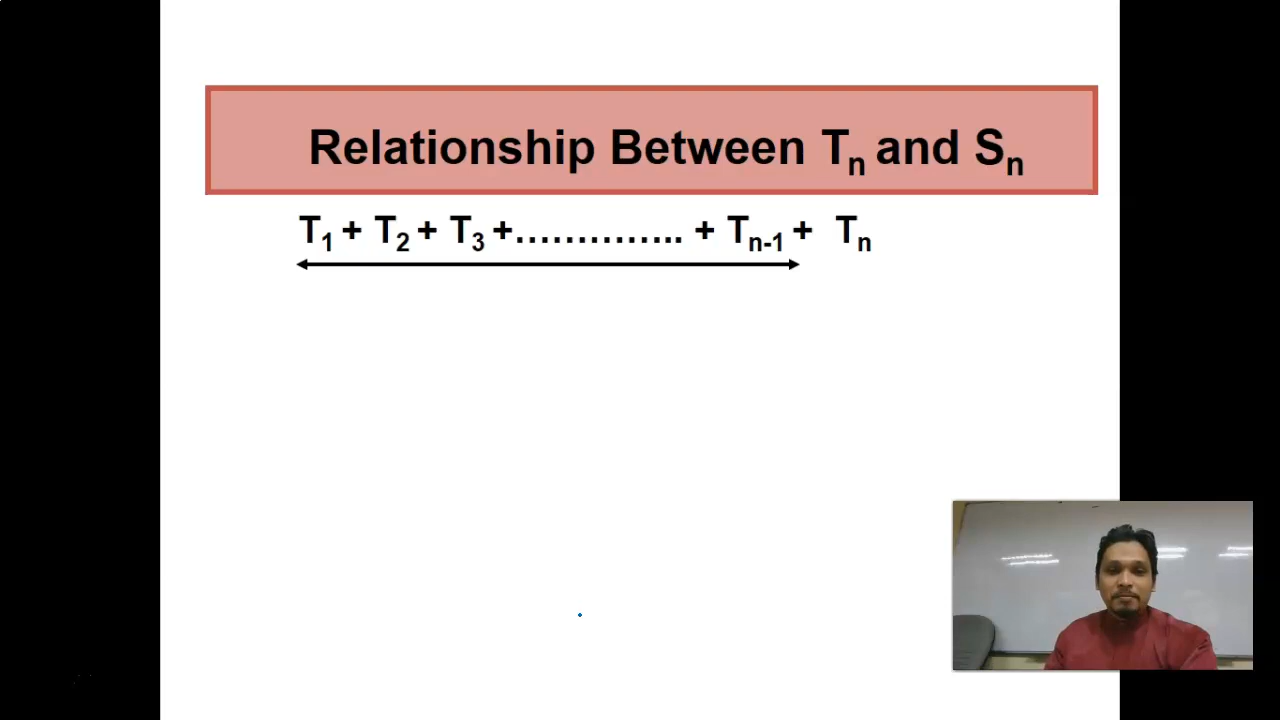 Relationship Between Tn and Sn
T1 + T2 + T3 +………….. + Tn-1 + Tn